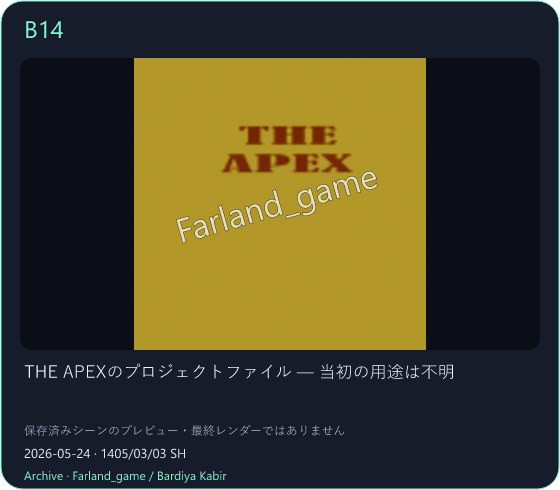 B14
THE
APEX
Farland_game
THE APEXのプロジェクトファイル — 当初の用途は不明
保存済みシーンのプレビュー・最終レンダーではありません
2026-05-24 · 1405/03/03 SH
Archive · Farland_game / Bardiya Kabir